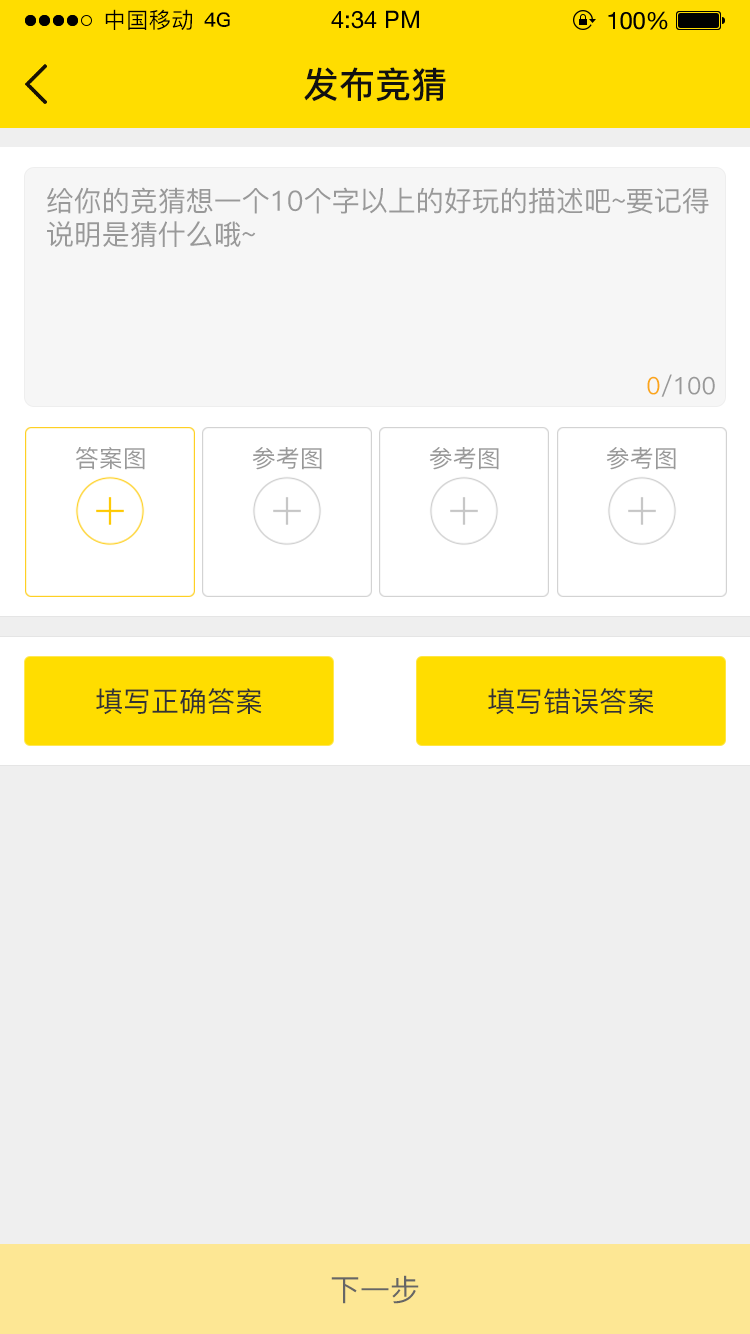 中国移动 4G 4:34 PM 100%
发布竞猜
给你的竞猜想一个10个字以上的好玩的描述吧~要记得
说明是猜什么哦~
0/100
答案图 参考图 参考图 参考图
填写正确答案 填写错误答案
下一步